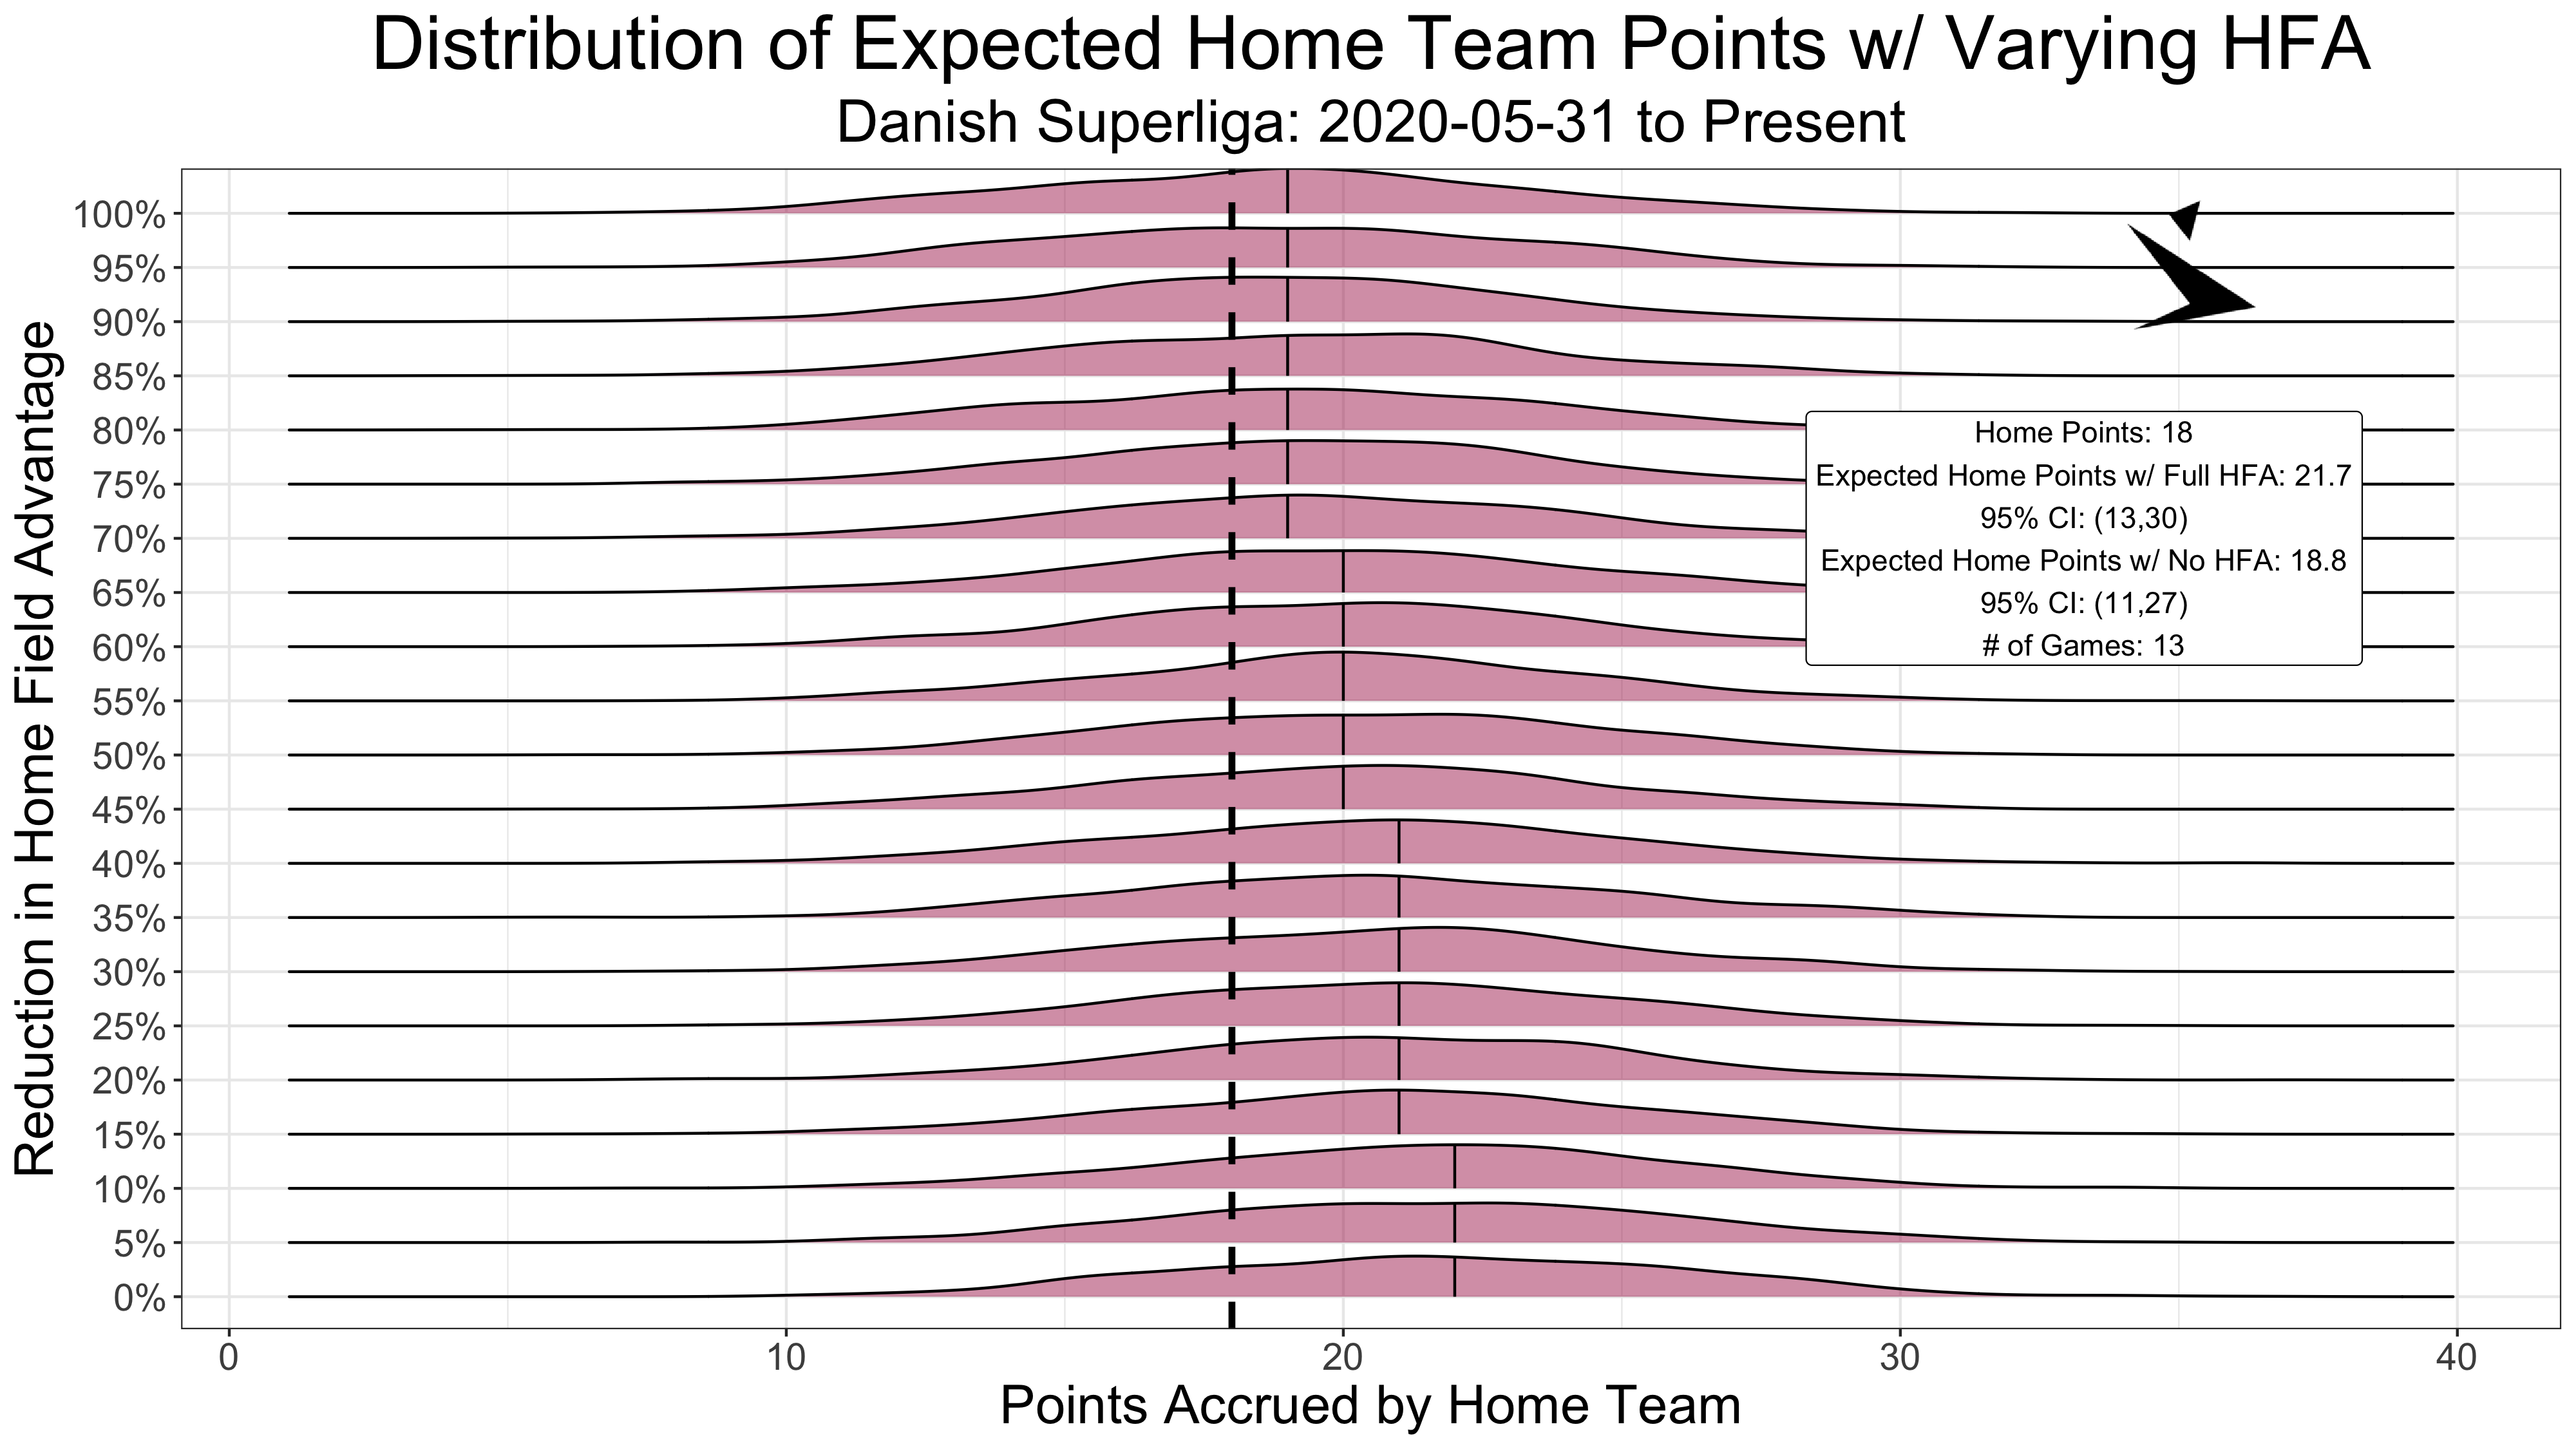 Distribution of Expected Home Team Points w/ Varying HFA
Danish Superliga: 2020-05-31 to Present
Reduction in Home Field Advantage
100%
95%
90%
85%
80%
75%
70%
65%
60%
55%
50%
45%
40%
35%
30%
25%
20%
15%
10%
5%
0%
Home Points: 18
Expected Home Points w/ Full HFA: 21.7
95% CI: (13,30)
Expected Home Points w/ No HFA: 18.8
95% CI: (11,27)
# of Games: 13
0 10 20 30 40
Points Accrued by Home Team